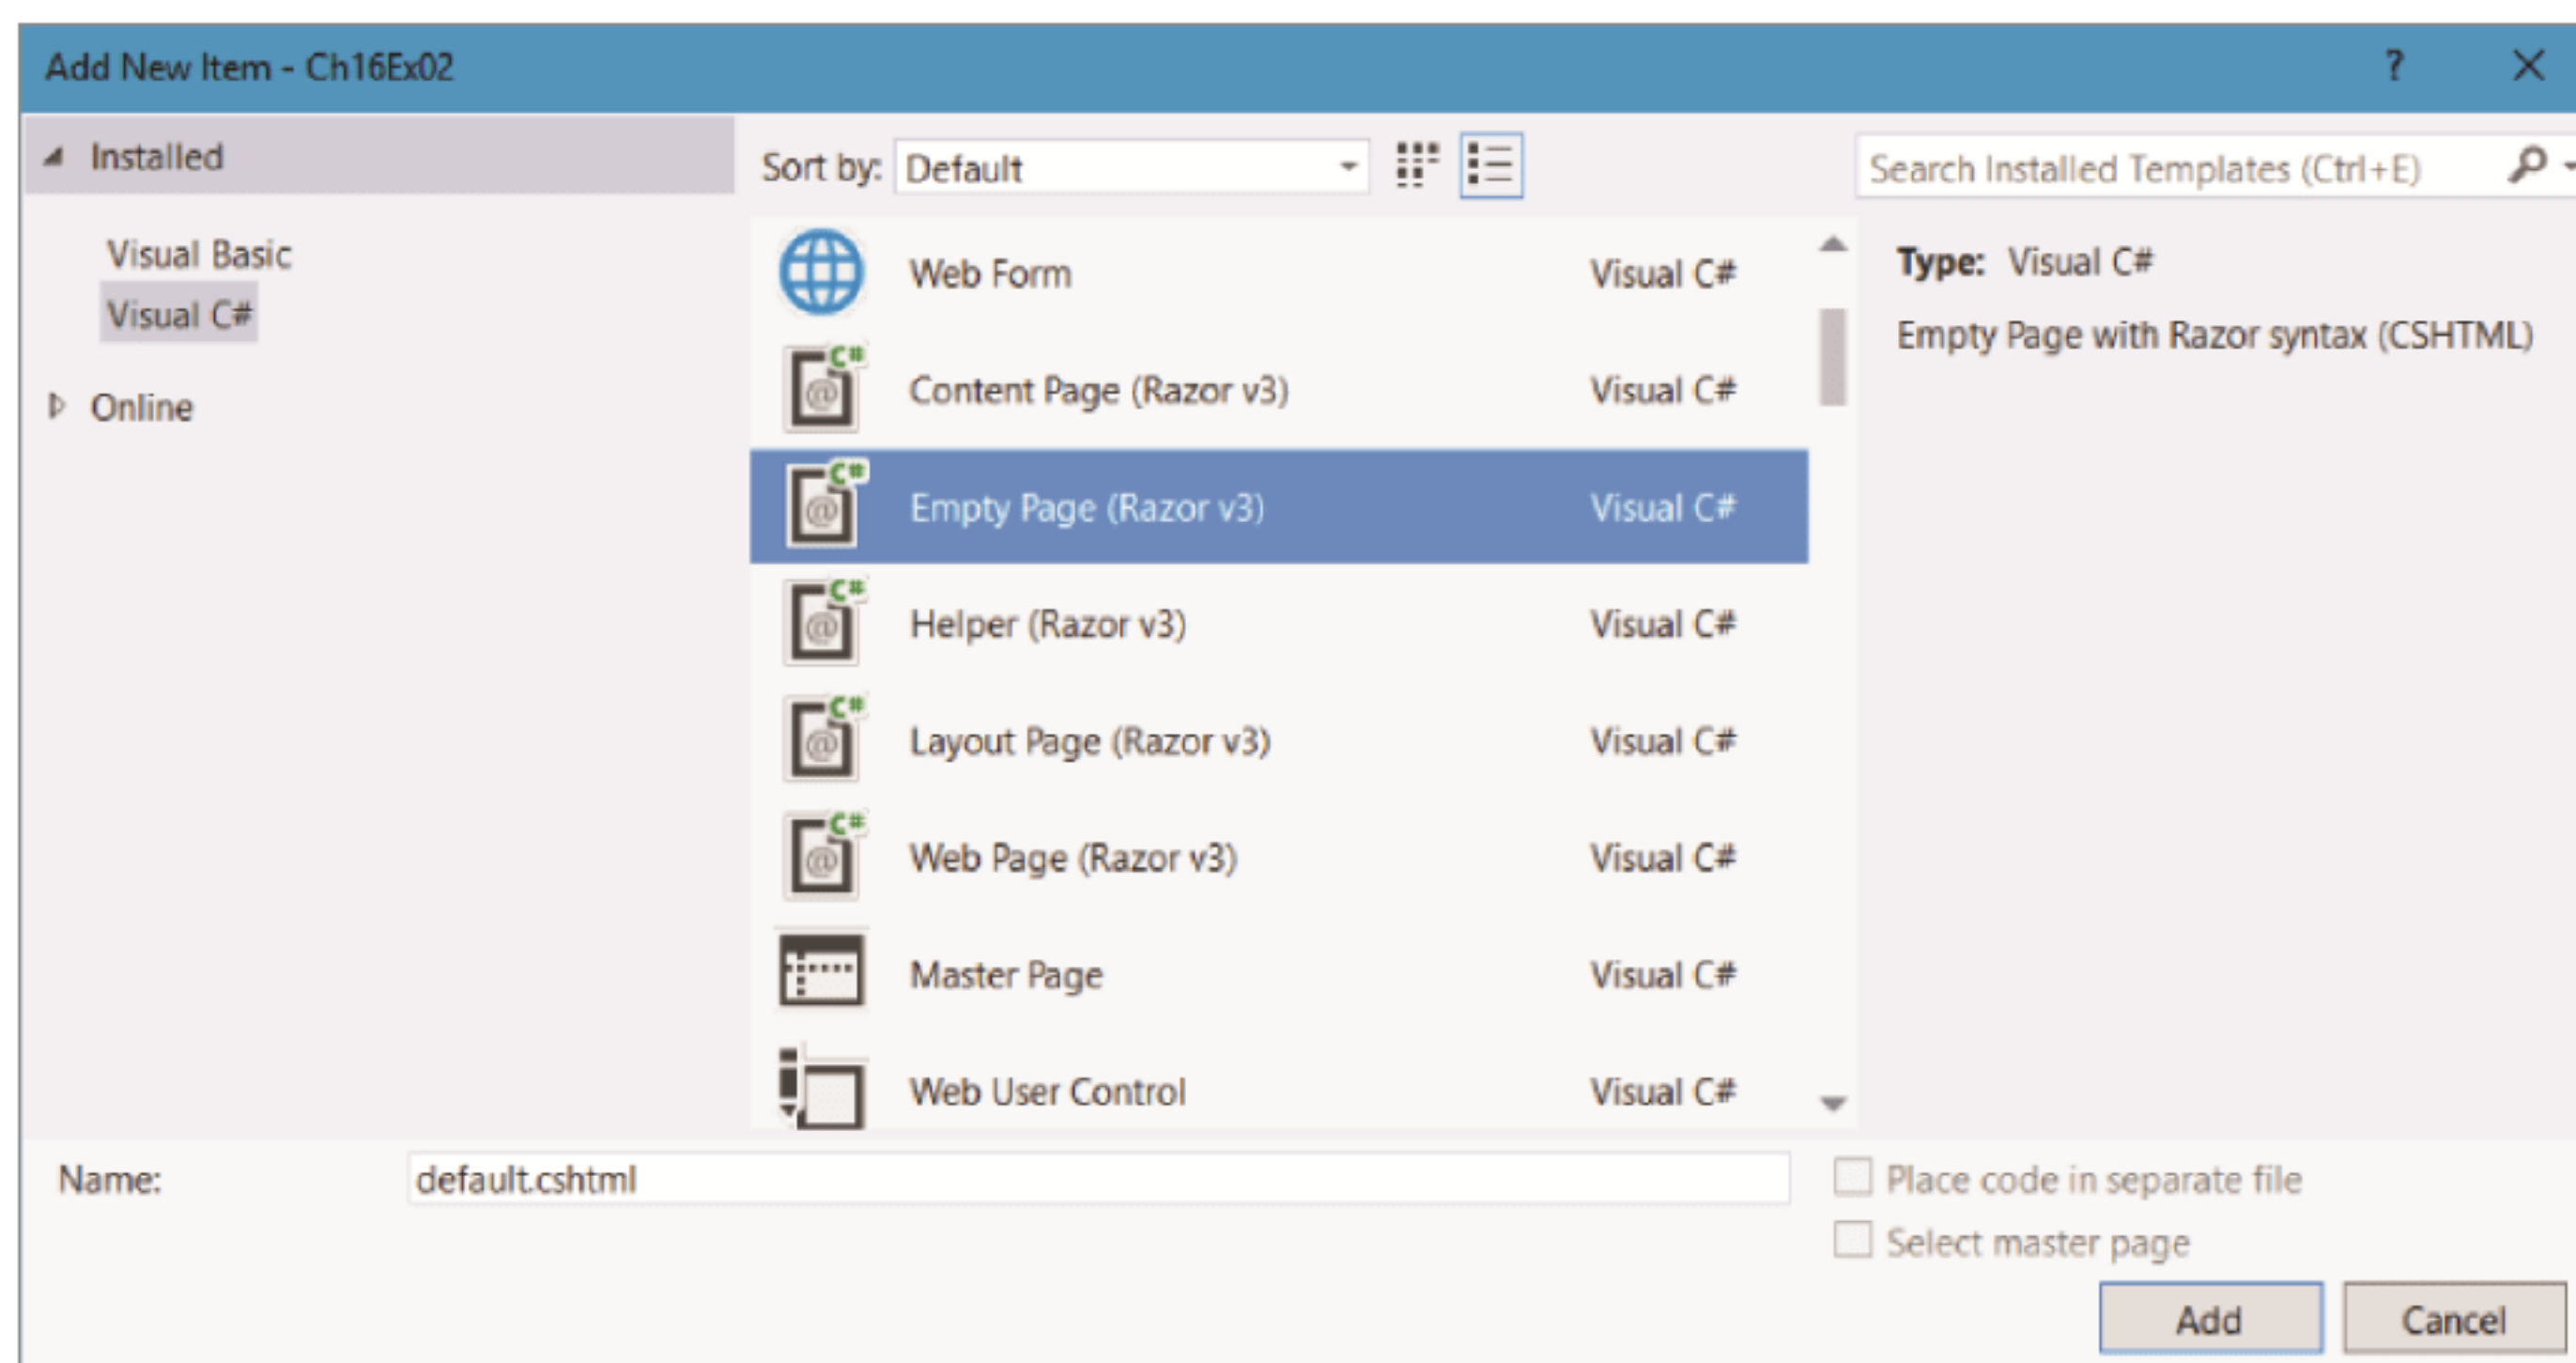 Add New Item - Ch16Ex02 ?
Installed
Visual Basic
Visual C#
Online
Sort by: Default
Search Installed Templates (Ctrl+E)
Web Form Visual C#
Content Page (Razor v3) Visual C#
Empty Page (Razor v3) Visual C#
Helper (Razor v3) Visual C#
Layout Page (Razor v3) Visual C#
Web Page (Razor v3) Visual C#
Master Page Visual C#
Web User Control Visual C#
Type: Visual C#
Empty Page with Razor syntax (CSHTML)
Name: default.cshtml
Place code in separate file
Select master page
Add Cancel